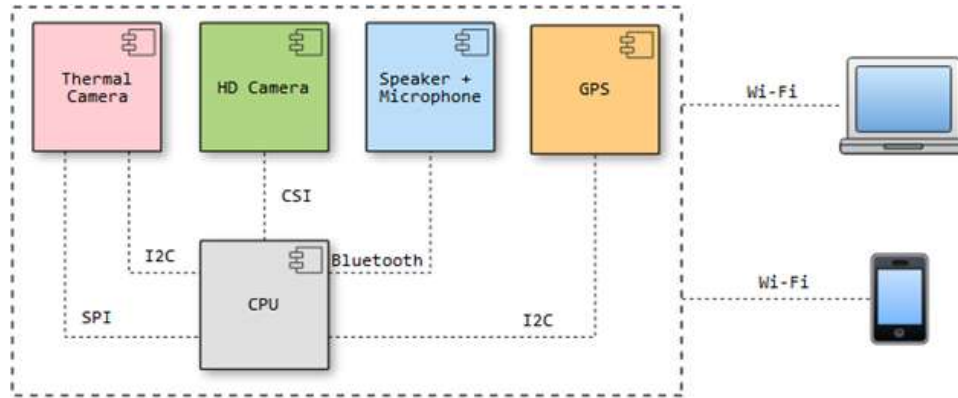 Thermal
Camera
HD Camera
Speaker +
Microphone
GPS
Wi-Fi
CSI
I2C
Bluetooth
CPU
Wi-Fi
SPI
I2C